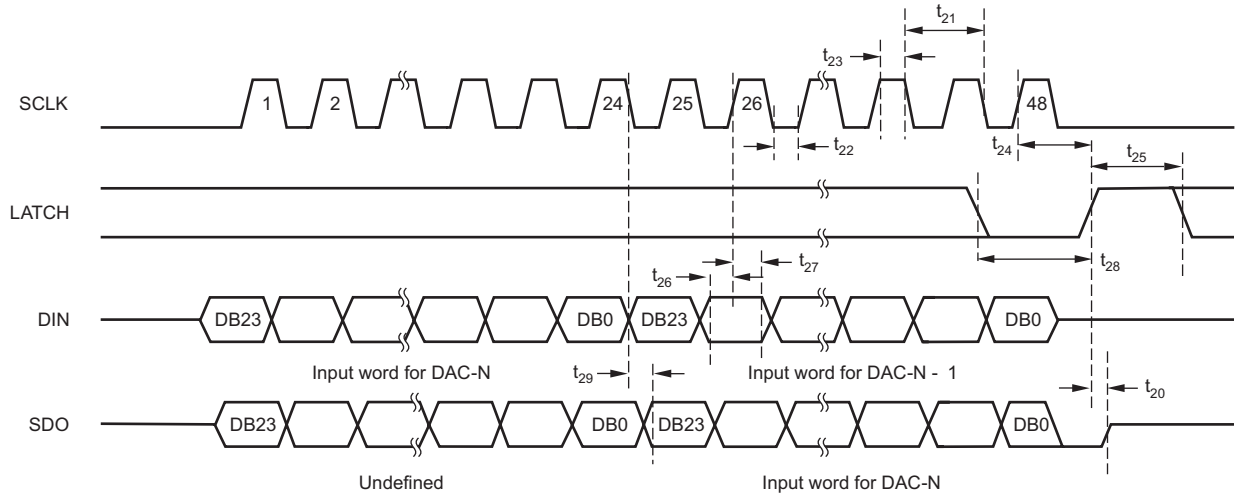 t21
t23
SCLK
1
2
24
25
26
48
t22
t24
t25
LATCH
t28
t26
t27
DIN
DB23
DB0
DB23
DB0
Input word for DAC-N
t29
Input word for DAC-N - 1
t20
SDO
DB23
DB0
DB23
DB0
Undefined
Input word for DAC-N